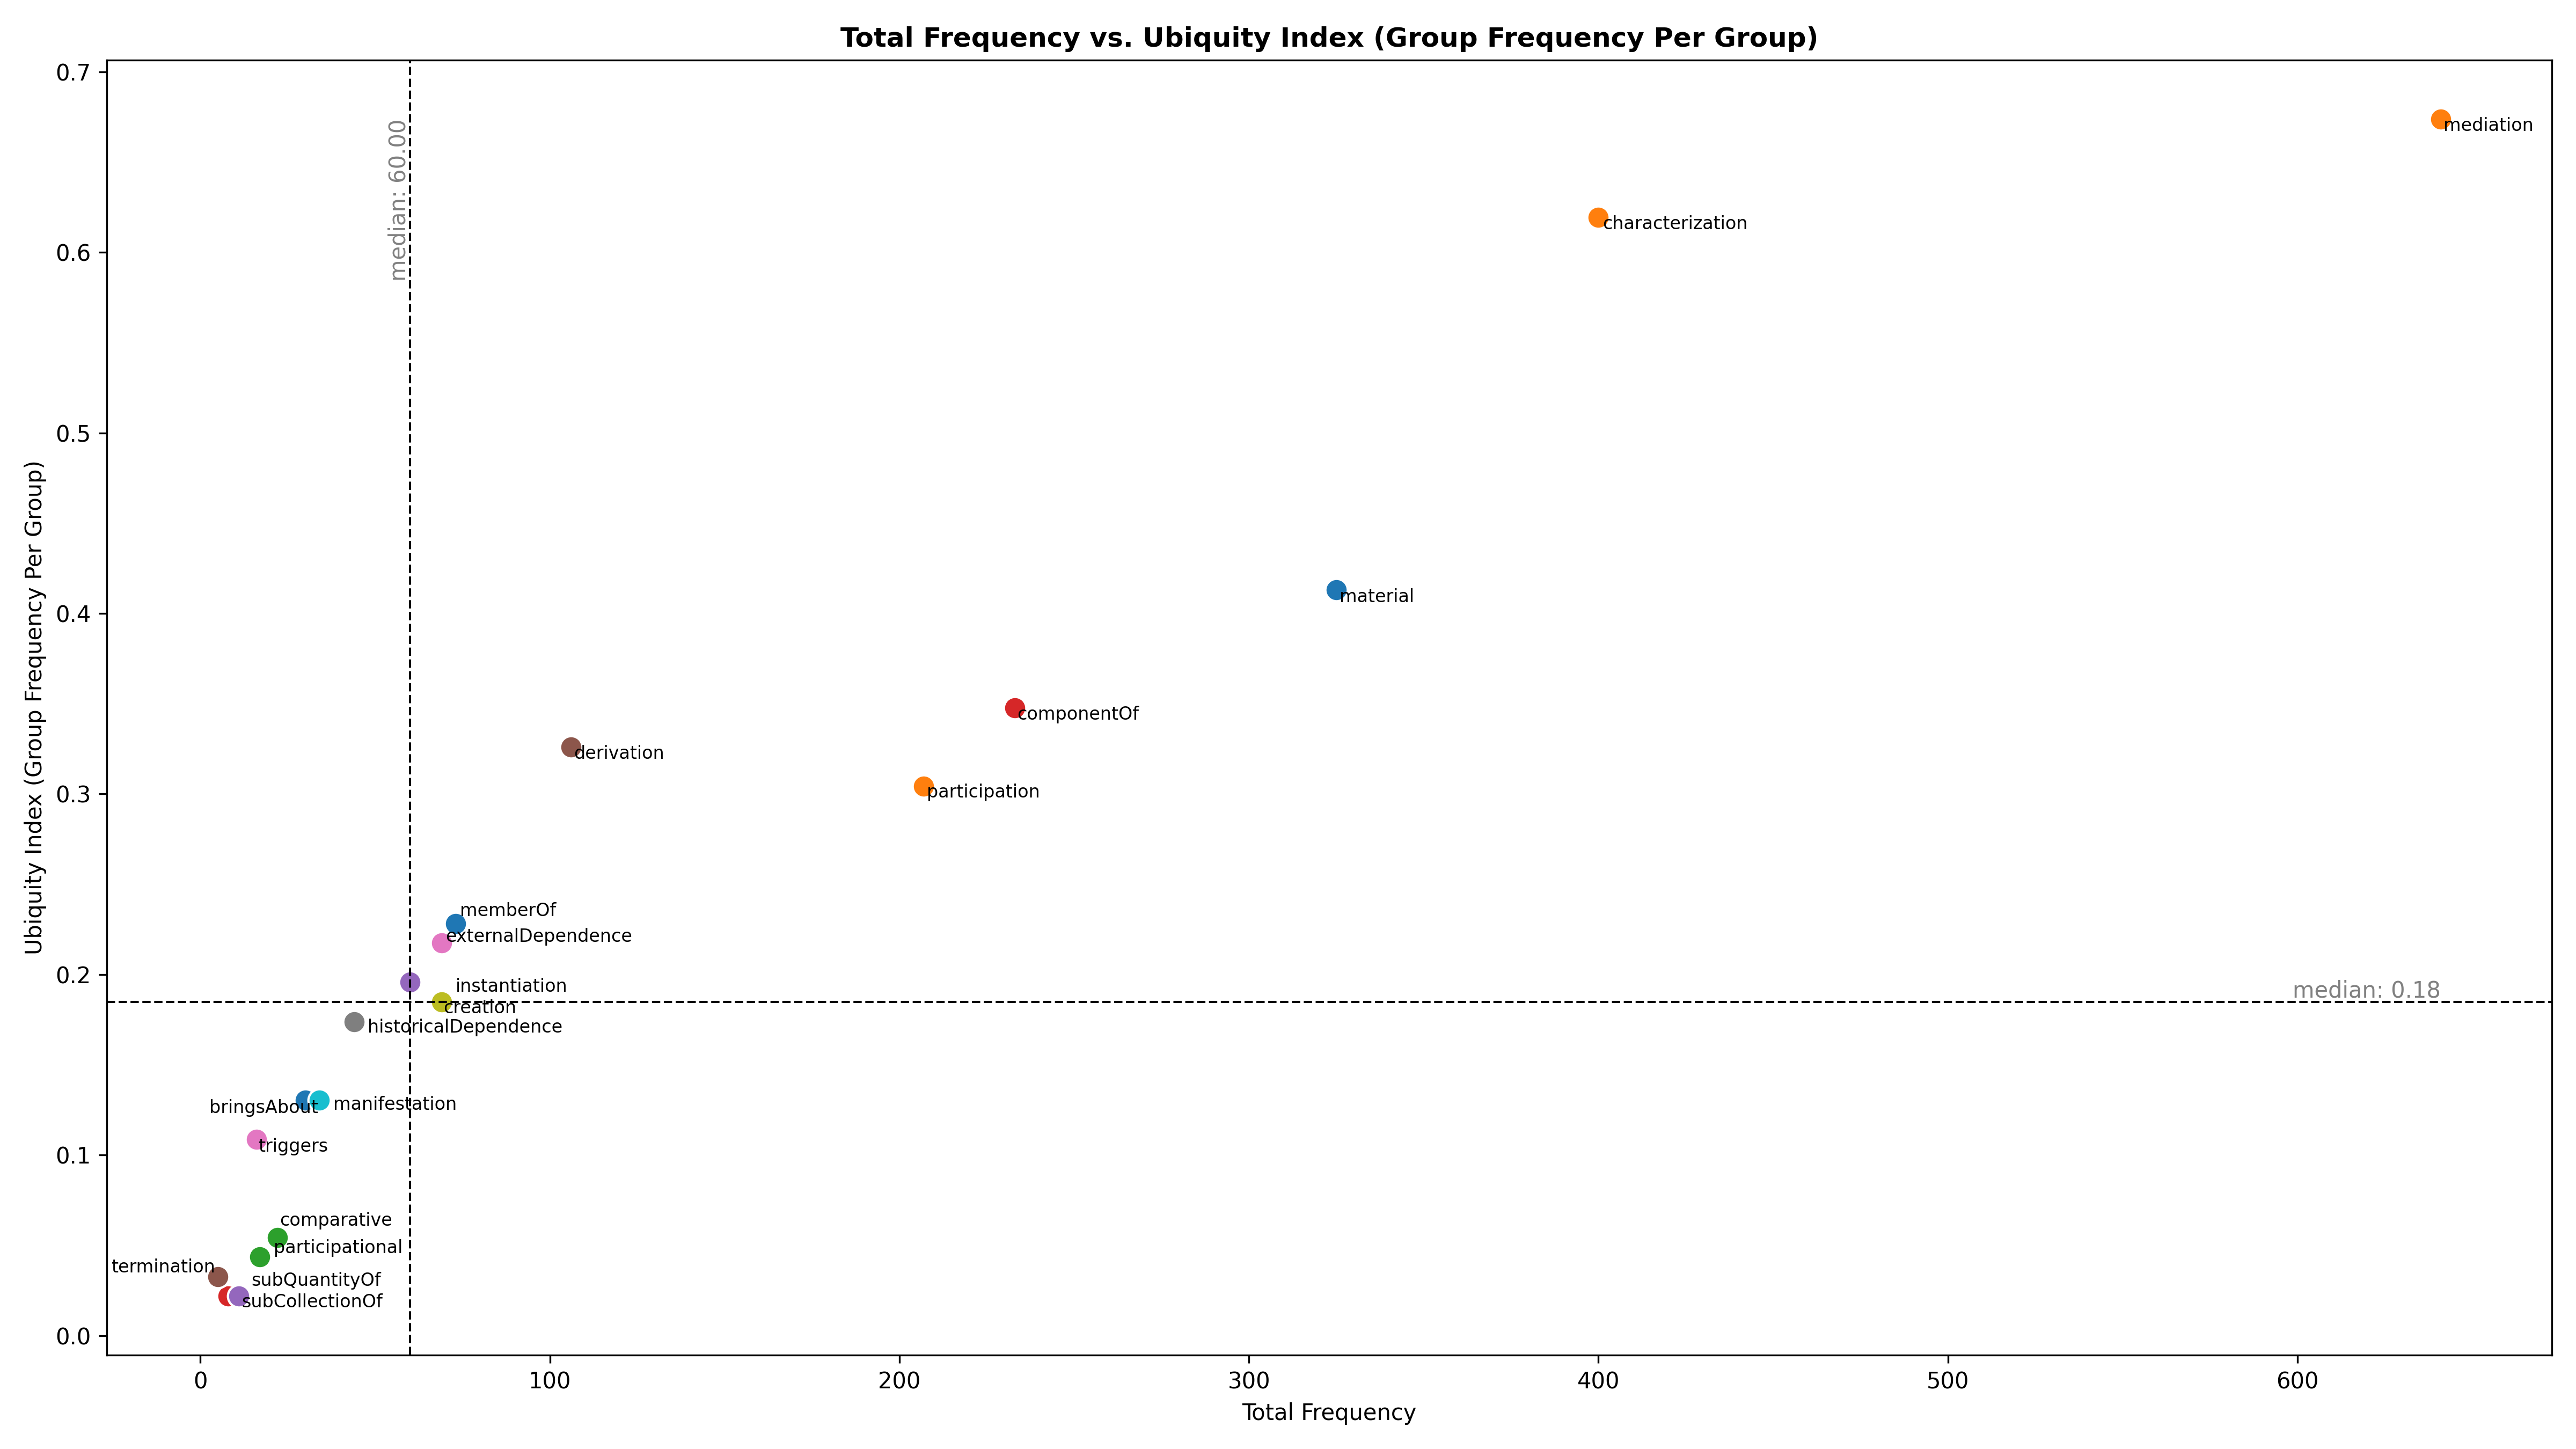 Total Frequency vs. Ubiquity Index (Group Frequency Per Group)
Ubiquity Index (Group Frequency Per Group)
0.7
0.6
0.5
0.4
0.3
0.2
0.1
0.0
median: 60.00
mediation
characterization
material
componentOf
derivation
participation
memberOf
externalDependence
instantiation
median: 0.18
creation
historicalDependence
bringsAbout
manifestation
triggers
comparative
participational
termination
subQuantityOf
subCollectionOf
0 100 200 300 400 500 600
Total Frequency